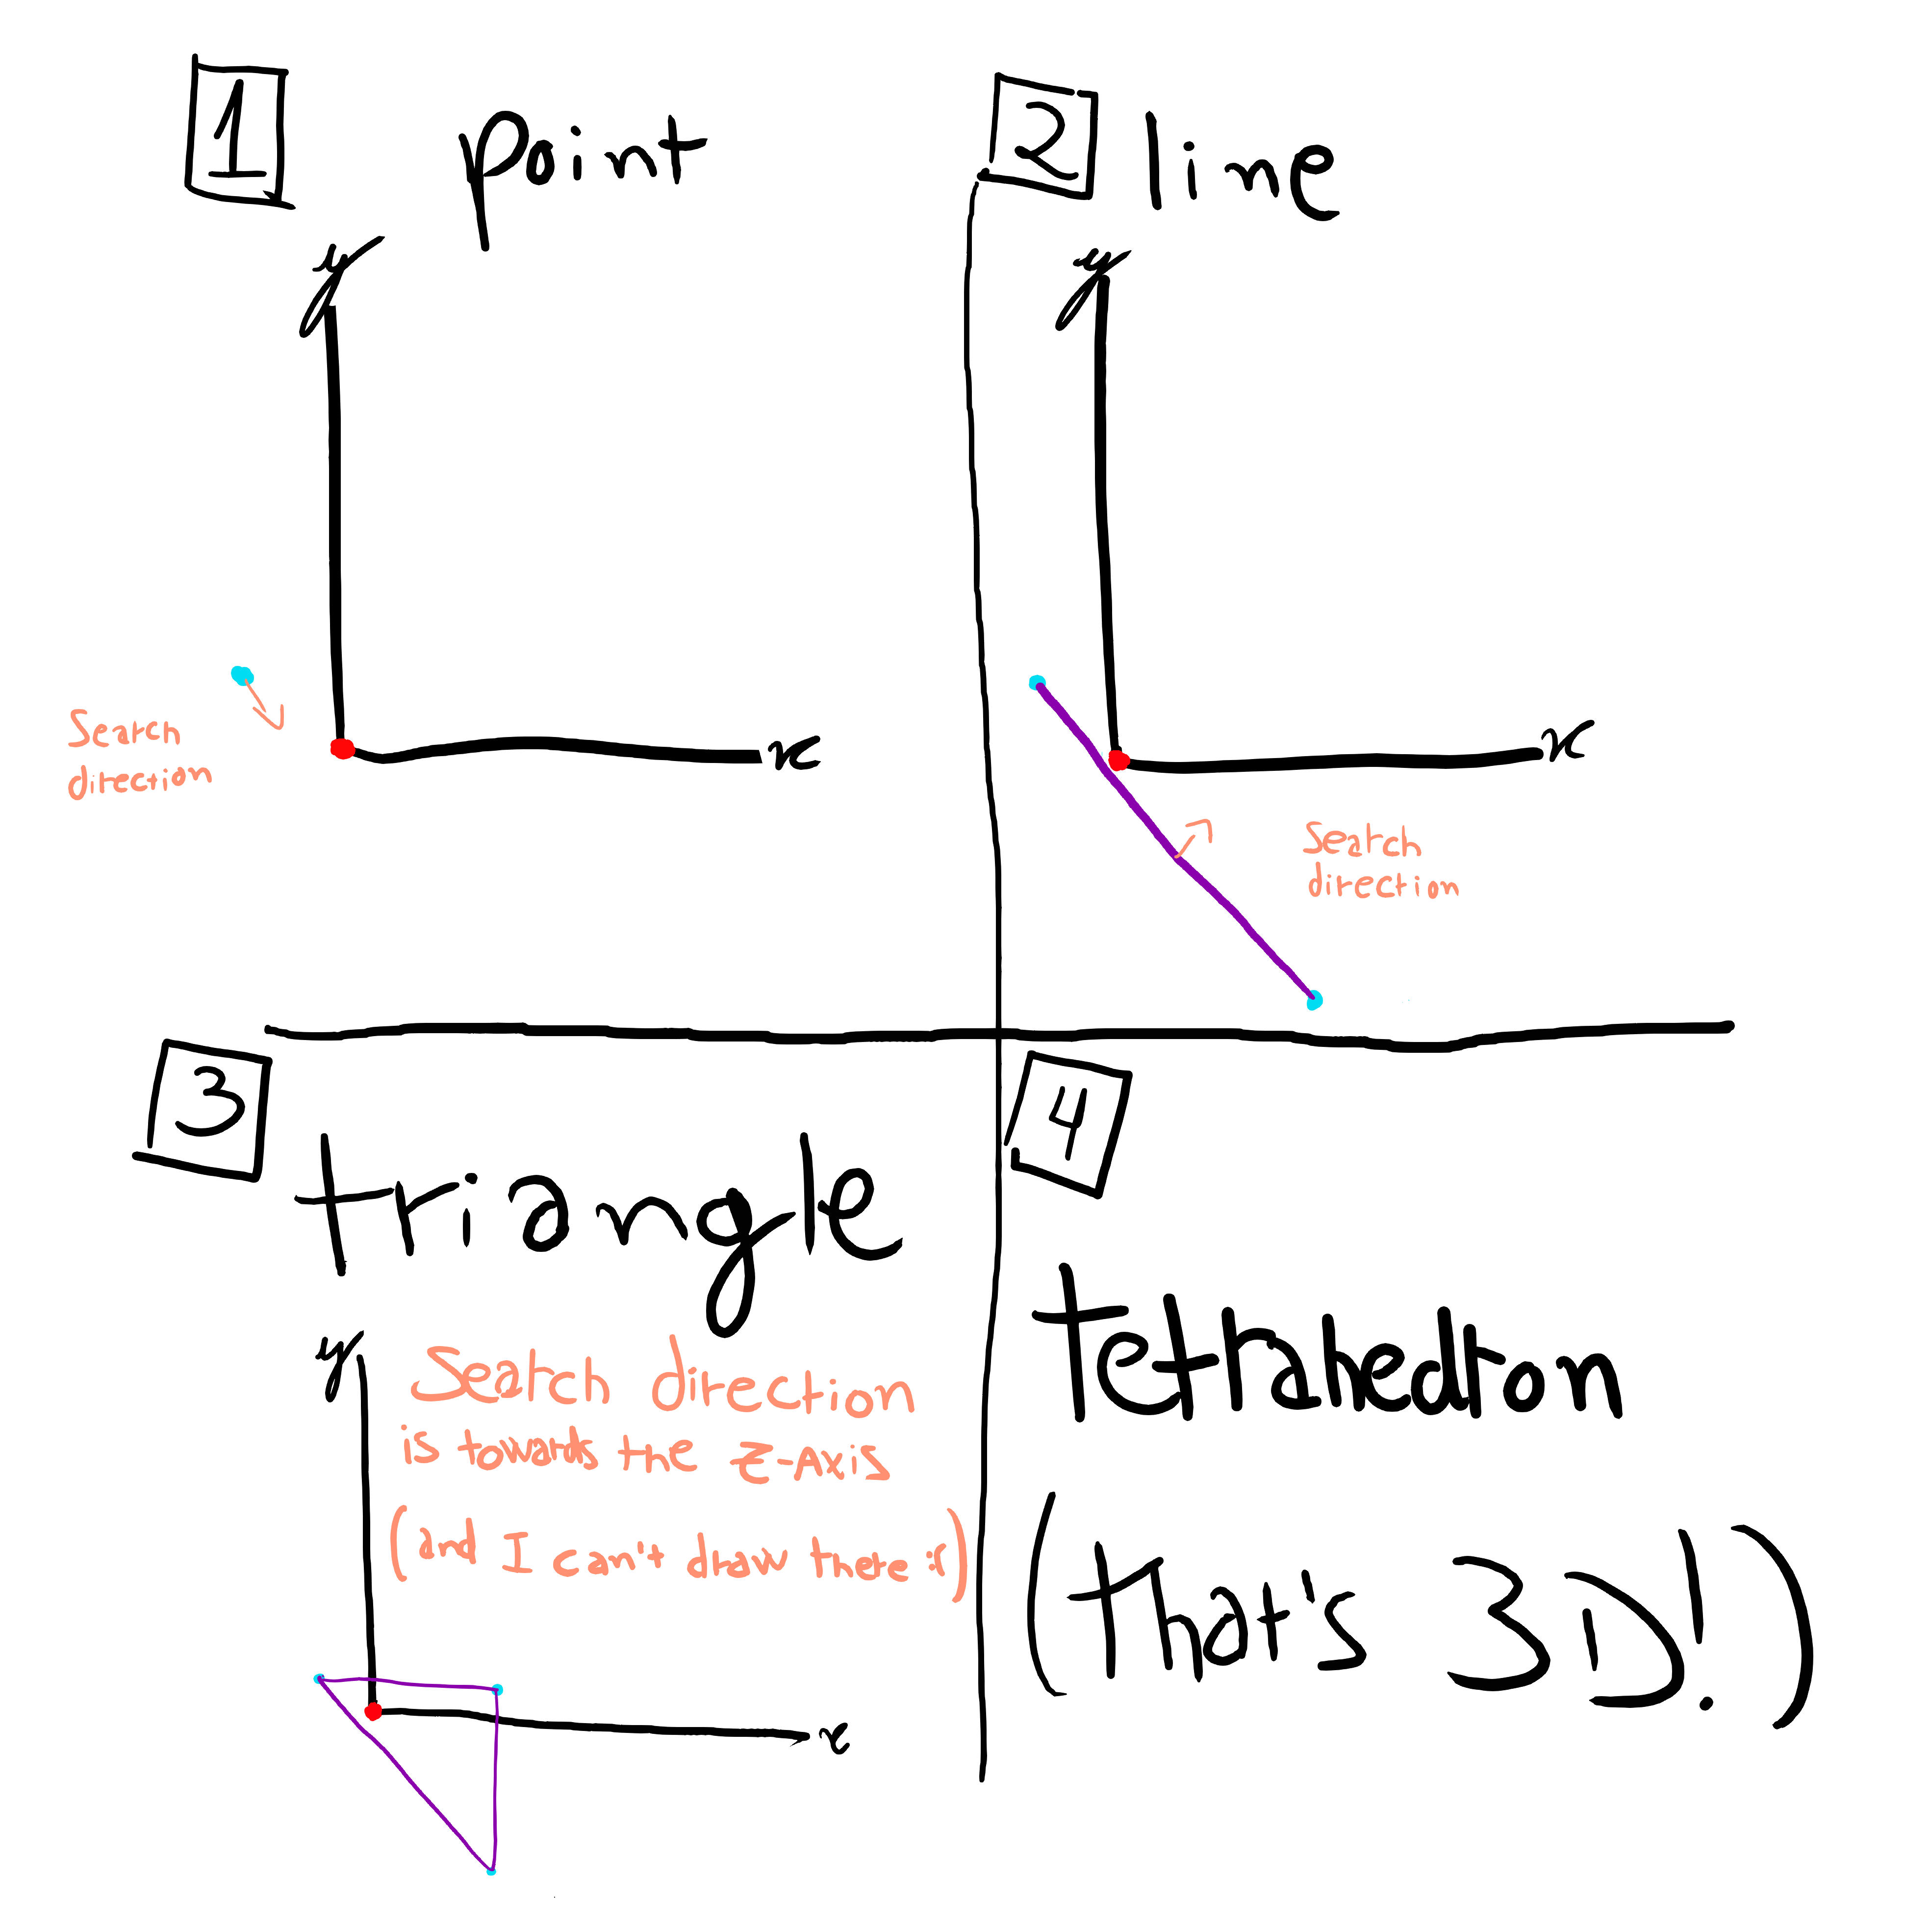 1
Point
y
x
Search
direction
2
line
y
x
Search
direction
3
triangle
y
Search direction
is towards the z-axis
(and I can't draw there :()
x
4
tetrahedron
(that's 3D!)